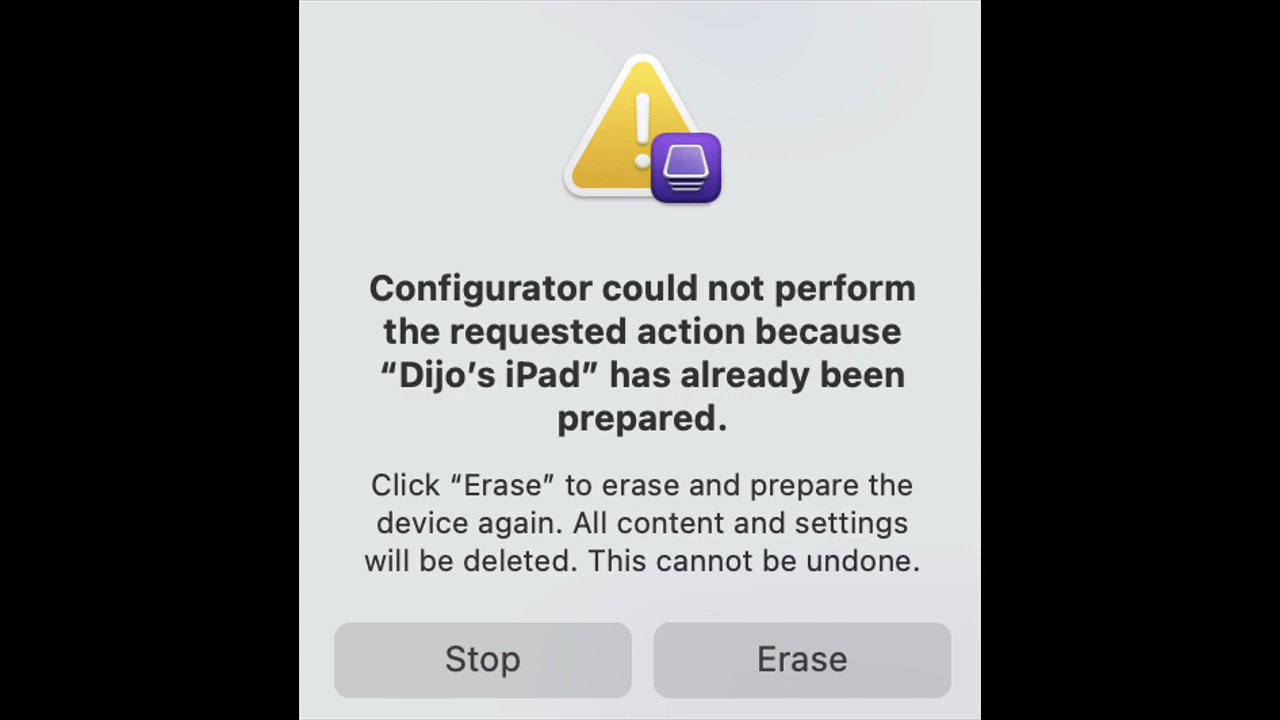 Configurator could not perform
the requested action because
“Dijo’s iPad” has already been
prepared.
Click “Erase” to erase and prepare the
device again. All content and settings
will be deleted. This cannot be undone.
Stop
Erase